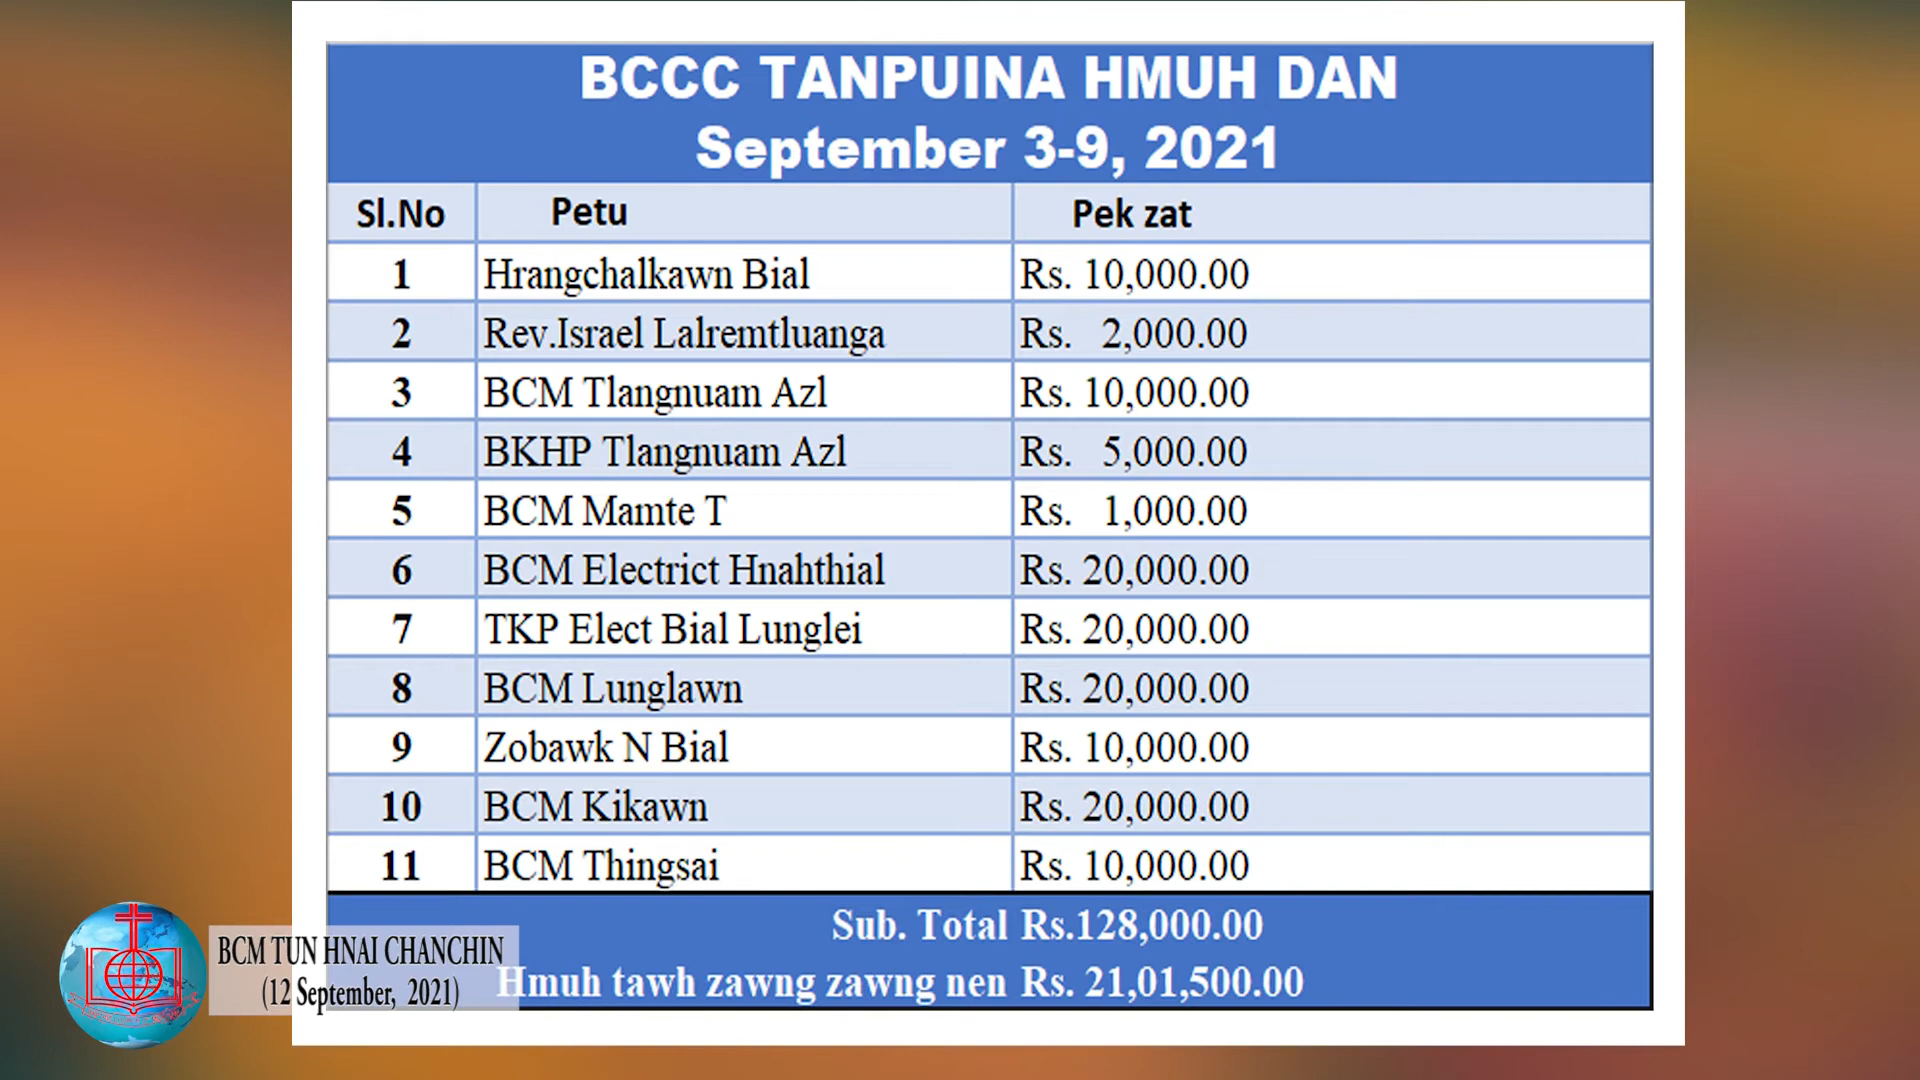 BCCC TANPUINA HMUH DAN
September 3-9, 2021
Sl.No Petu Pek zat
1 Hrangchalkawn Bial Rs. 10,000.00
2 Rev.Israel Lalremtluanga Rs. 2,000.00
3 BCM Tlangnuam Azl Rs. 10,000.00
4 BKHP Tlangnuam Azl Rs. 5,000.00
5 BCM Mamte T Rs. 1,000.00
6 BCM Electrict Hnahthial Rs. 20,000.00
7 TKP Elect Bial Lunglei Rs. 20,000.00
8 BCM Lunglawn Rs. 20,000.00
9 Zobawk N Bial Rs. 10,000.00
10 BCM Kikawn Rs. 20,000.00
11 BCM Thingsai Rs. 10,000.00
Sub. Total Rs.128,000.00
Hmuh tawh zawng zawng nen Rs. 21,01,500.00
BCM TUN HNAI CHANCHIN
(12 September, 2021)